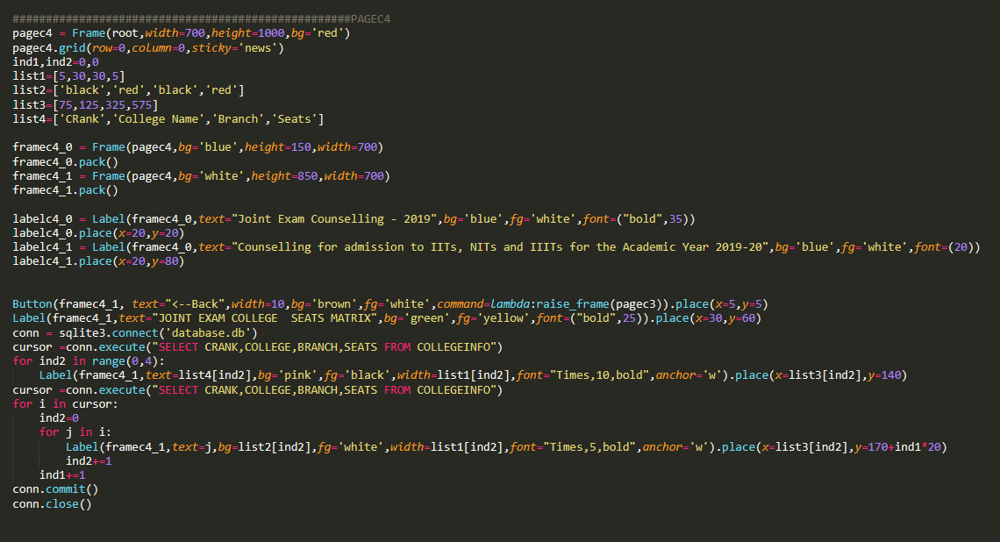 ###################################################PAGEC4
pagec4 = Frame(root,width=700,height=1000,bg='red')
pagec4.grid(row=0,column=0,sticky='news')
ind1,ind2=0,0
list1=[5,30,30,5]
list2=['black','red','black','red']
list3=[75,125,325,575]
list4=['CRank','College Name','Branch','Seats']
framec4_0 = Frame(pagec4,bg='blue',height=150,width=700)
framec4_0.pack()
framec4_1 = Frame(pagec4,bg='white',height=850,width=700)
framec4_1.pack()
labelc4_0 = Label(framec4_0,text="Joint Exam Counselling - 2019",bg='blue',fg='white',font=("bold",35))
labelc4_0.place(x=20,y=20)
labelc4_1 = Label(framec4_0,text="Counselling for admission to IITs, NITs and IIITs for the Academic Year 2019-20",bg='blue',fg='white',font=(20))
labelc4_1.place(x=20,y=80)
Button(framec4_1, text="<--Back",width=10,bg='brown',fg='white',command=lambda:raise_frame(pagec3)).place(x=5,y=5)
Label(framec4_1,text="JOINT EXAM COLLEGE  SEATS MATRIX",bg='green',fg='yellow',font=("bold",25)).place(x=30,y=60)
conn = sqlite3.connect('database.db')
cursor =conn.execute("SELECT CRANK,COLLEGE,BRANCH,SEATS FROM COLLEGEINFO")
for ind2 in range(0,4):
    Label(framec4_1,text=list4[ind2],bg='pink',fg='black',width=list1[ind2],font="Times,10,bold",anchor='w').place(x=list3[ind2],y=140)
cursor =conn.execute("SELECT CRANK,COLLEGE,BRANCH,SEATS FROM COLLEGEINFO")
for i in cursor:
    ind2=0
    for j in i:
        Label(framec4_1,text=j,bg=list2[ind2],fg='white',width=list1[ind2],font="Times,5,bold",anchor='w').place(x=list3[ind2],y=170+ind1*20)
        ind2+=1
    ind1+=1
conn.commit()
conn.close()